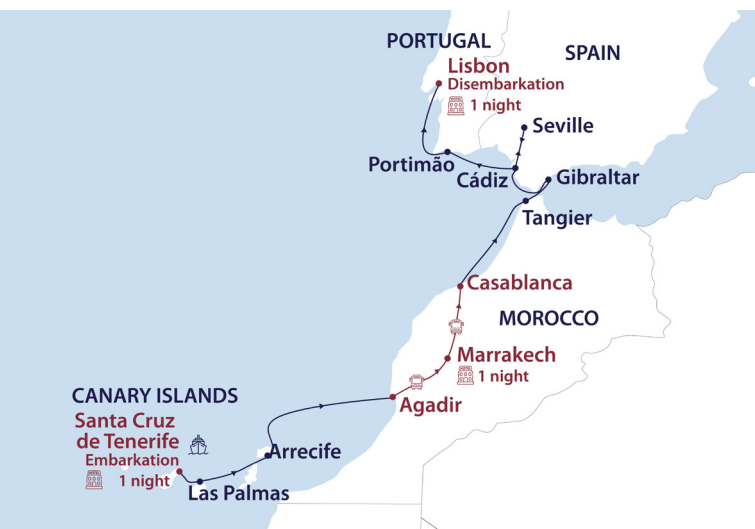 PORTUGAL
Lisbon
Disembarkation
1 night
SPAIN
Seville
Portimão
Cádiz
Gibraltar
Tangier
Casablanca
MOROCCO
Marrakech
1 night
Agadir
CANARY ISLANDS
Santa Cruz
de Tenerife
Embarkation
1 night
Arrecife
Las Palmas